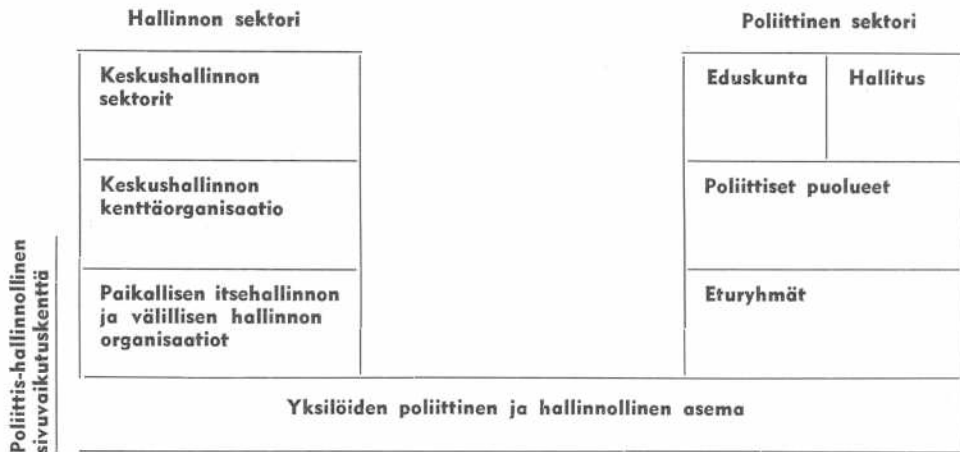 Hallinnon sektori
Poliittinen sektori
Keskushallinnon
sektorit
Eduskunta
Hallitus
Keskushallinnon
kenttäorganisaatio
Poliittiset puolueet
Paikallisen itsehallinnon
ja välillisen hallinnon
organisaatiot
Eturyhmät
Yksilöiden poliittinen ja hallinnollinen asema
Poliittis-hallinnollinen
sivuvaikutuskenttä